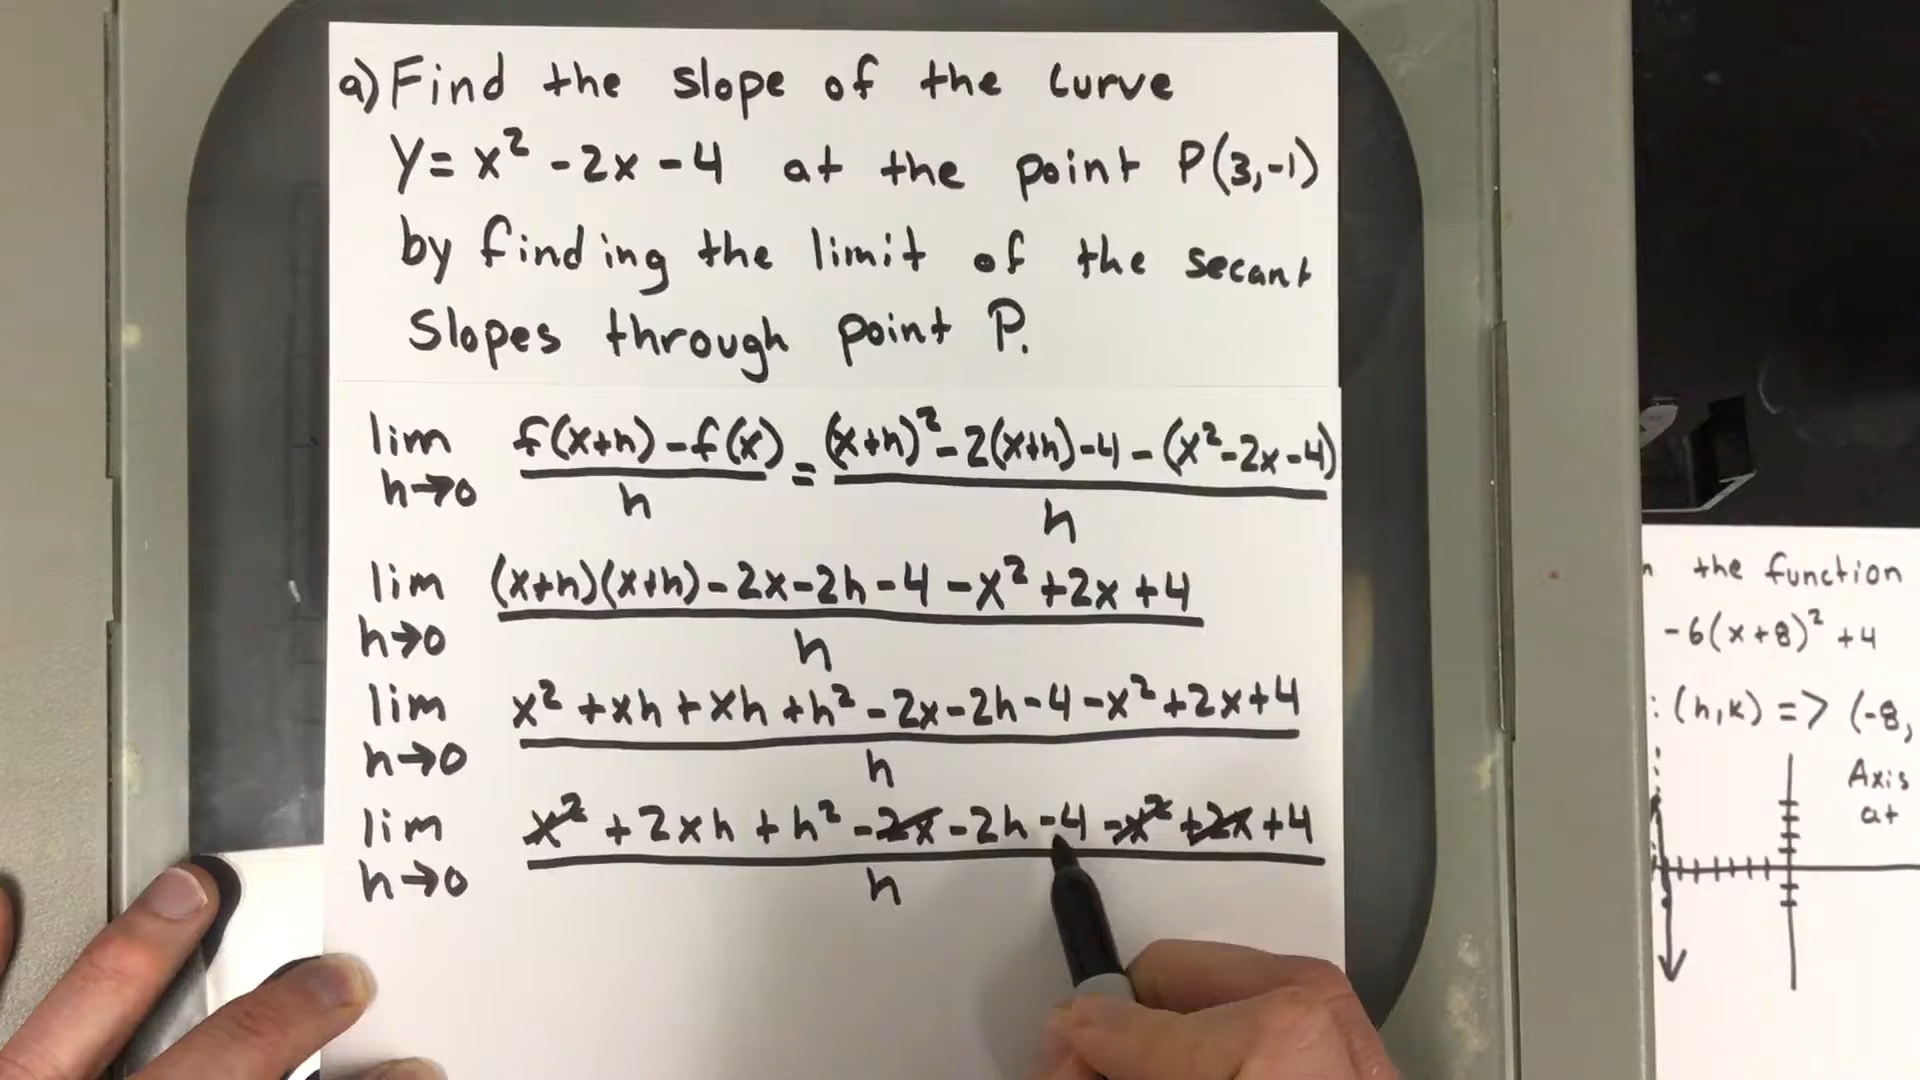 a) Find the slope of the curve
y = x² - 2x - 4 at the point P(3,-1)
by finding the limit of the secant
slopes through point P.
lim f(x+h) - f(x) = (x+h)² - 2(x+h) - 4 - (x² - 2x - 4)
h→0 h h
lim (x+h)(x+h) - 2x - 2h - 4 - x² + 2x + 4
h→0 h
lim x² + xh + xh + h² - 2x - 2h - 4 - x² + 2x + 4
h→0 h
lim x² + 2xh + h² - 2x - 2h - 4 - x² + 2x + 4
h→0 h
the function
-6(x+8)² + 4
: (h,k) => (-8,
Axis
at